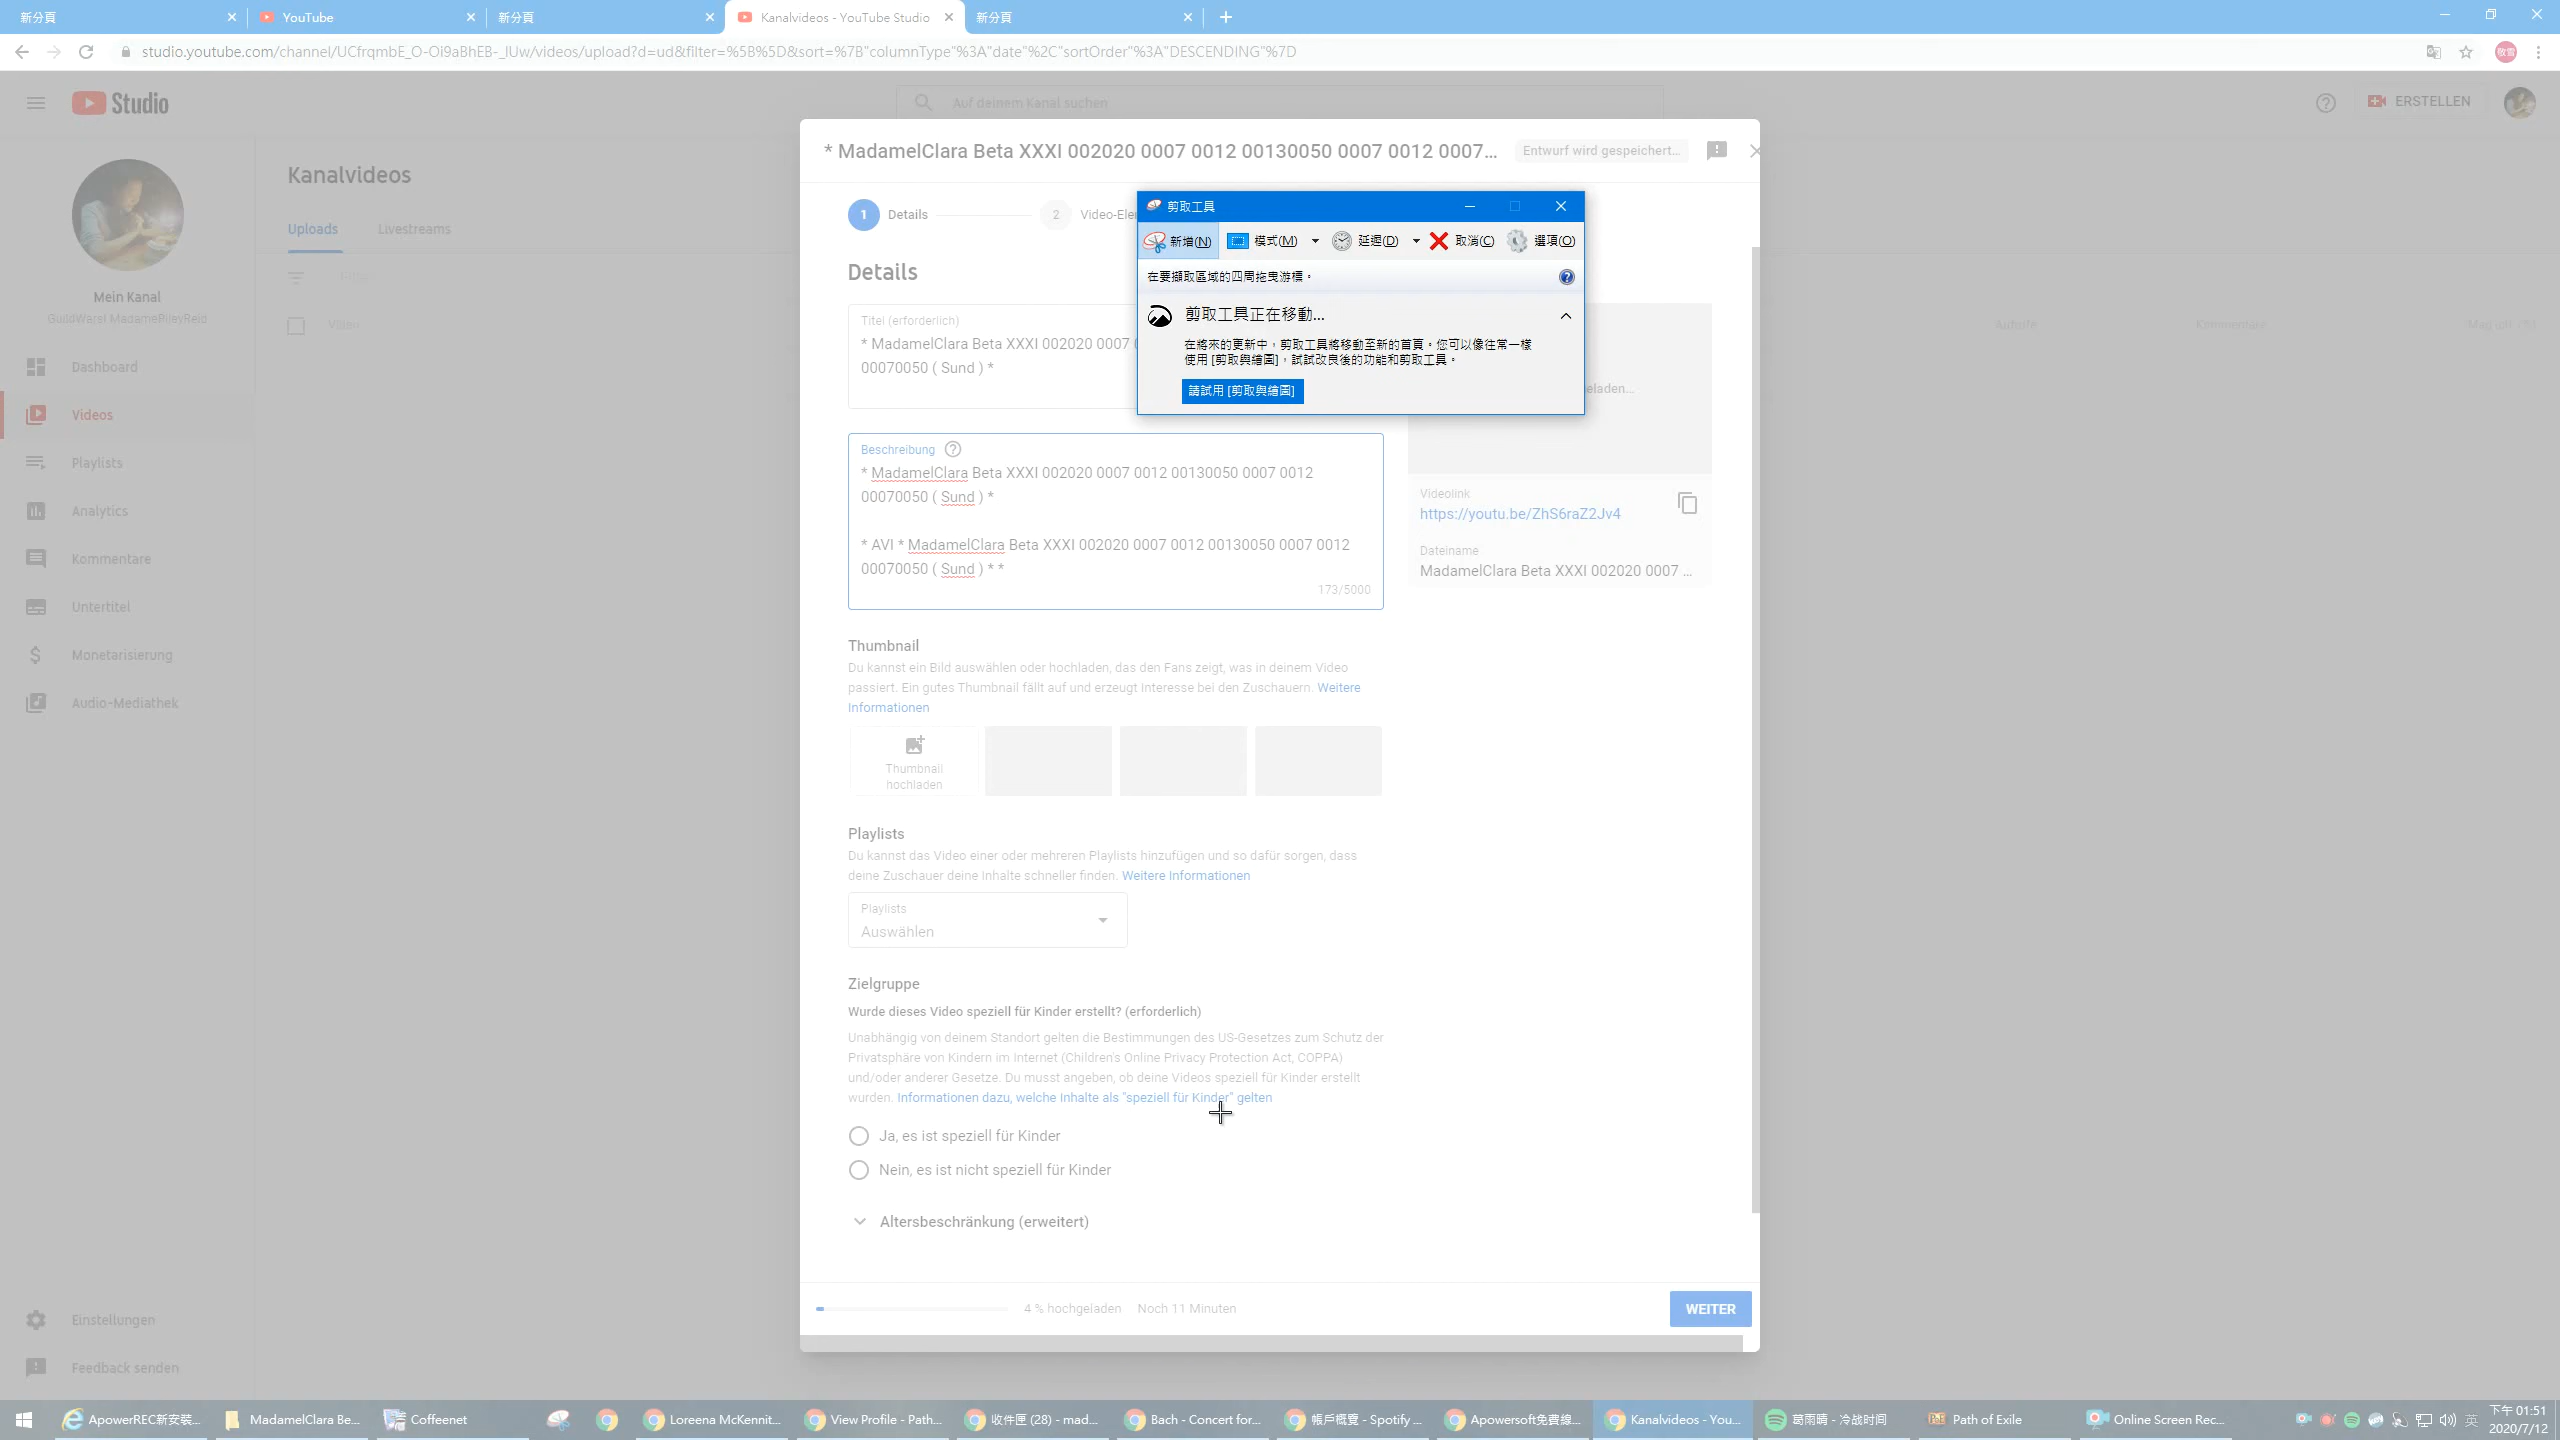 新分頁
YouTube
新分頁
Kanalvideos - YouTube Studio
新分頁
studio.youtube.com/channel/UCfrqmbE_O-Oi9aBhEB-_lUw/videos/upload?d=ud&filter=%5B%5D&sort=%7B"columnType"%3A"date"%2C"sortOrder"%3A"DESCENDING"%7D
Studio
Auf deinem Kanal suchen
ERSTELLEN
Mein Kanal
GuildWars! MadamePileyReid
Dashboard
Videos
Playlists
Analytics
Kommentare
Untertitel
Monetarisierung
Audio-Mediathek
Einstellungen
Feedback senden
Kanalvideos
Uploads
Livestreams
Filter
Video
Aufrufe
Kommentare
* MadamelClara Beta XXXI 002020 0007 0012 00130050 0007 0012 0007...
Entwurf wird gespeichert...
1 Details
2 Video-Ele
Details
Titel (erforderlich)
* MadamelClara Beta XXXI 002020 0007
00070050 ( Sund ) *
Beschreibung
* MadamelClara Beta XXXI 002020 0007 0012 00130050 0007 0012
00070050 ( Sund ) *
* AVI * MadamelClara Beta XXXI 002020 0007 0012 00130050 0007 0012
00070050 ( Sund ) * *
173/5000
剪取工具
新增(N)
模式(M)
延遲(D)
取消(C)
選項(O)
在要擷取區域的四周拖曳游標。
剪取工具正在移動...
在將來的更新中，剪取工具將移動至新的首頁。您可以像往常一樣
使用 [剪取與繪圖]，試試改良後的功能和剪取工具。
請試用 [剪取與繪圖]
eladen...
Videolink
https://youtu.be/ZhS6raZ2Jv4
Dateiname
MadamelClara Beta XXXI 002020 0007 ...
Thumbnail
Du kannst ein Bild auswählen oder hochladen, das den Fans zeigt, was in deinem Video
passiert. Ein gutes Thumbnail fällt auf und erzeugt Interesse bei den Zuschauern. Weitere
Informationen
Thumbnail
hochladen
Playlists
Du kannst das Video einer oder mehreren Playlists hinzufügen und so dafür sorgen, dass
deine Zuschauer deine Inhalte schneller finden. Weitere Informationen
Playlists
Auswählen
Zielgruppe
Wurde dieses Video speziell für Kinder erstellt? (erforderlich)
Unabhängig von deinem Standort gelten die Bestimmungen des US-Gesetzes zum Schutz der
Privatsphäre von Kindern im Internet (Children's Online Privacy Protection Act, COPPA)
und/oder anderer Gesetze. Du musst angeben, ob deine Videos speziell für Kinder erstellt
wurden. Informationen dazu, welche Inhalte als "speziell für Kinder" gelten
Ja, es ist speziell für Kinder
Nein, es ist nicht speziell für Kinder
Altersbeschränkung (erweitert)
4 % hochgeladen
Noch 11 Minuten
WEITER
ApowerREC新安裝...
MadamelClara Be...
Coffeenet
Loreena McKennit...
View Profile - Path...
收件匣 (28) - mad...
Bach - Concert for...
帳戶概覽 - Spotify ...
Apowersoft免費線...
Kanalvideos - You...
葛雨晴 - 冷战时间
Path of Exile
Online Screen Rec...
英
下午 01:51
2020/7/12